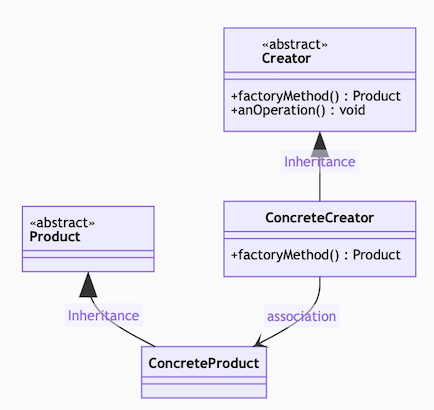 «abstract»
Creator
+factoryMethod() : Product
+anOperation() : void
Inheritance
ConcreteCreator
+factoryMethod() : Product
«abstract»
Product
Inheritance
association
ConcreteProduct